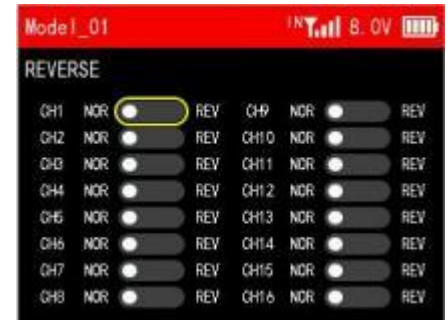 Model_01 IN 8.0V
REVERSE
CH1 NOR REV CH9 NOR REV
CH2 NOR REV CH10 NOR REV
CH3 NOR REV CH11 NOR REV
CH4 NOR REV CH12 NOR REV
CH5 NOR REV CH13 NOR REV
CH6 NOR REV CH14 NOR REV
CH7 NOR REV CH15 NOR REV
CH8 NOR REV CH16 NOR REV